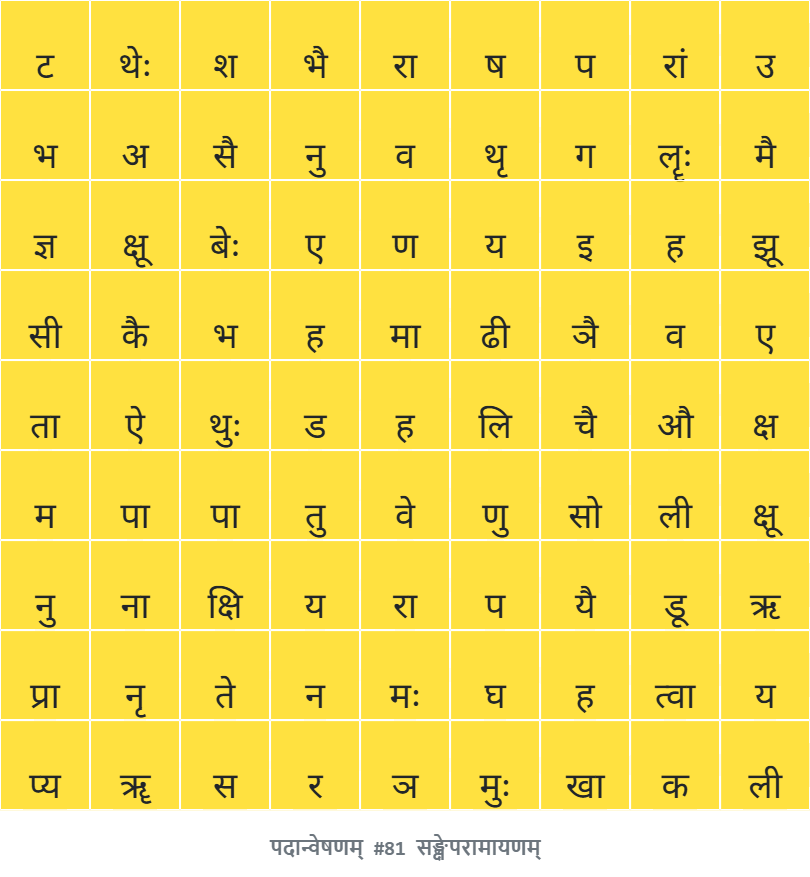 ट थेः श भै रा ष प रां उ
भ अ सै नु व थृ ग लॄः मै
ज्ञ क्षू बेः ए ण य इ ह झू
सी कै भ ह मा ढी ञै व ए
ता ऐ थुः ड ह लि चै औ क्ष
म पा पा तु वे णु सो ली क्षू
नु ना क्षि य रा प यै डू ऋ
प्रा नृ ते न मः घ ह त्वा य
प्य ॠ स र ञ मुः खा क ली
पदान्वेषणम् #81 सङ्क्षेपरामायणम्